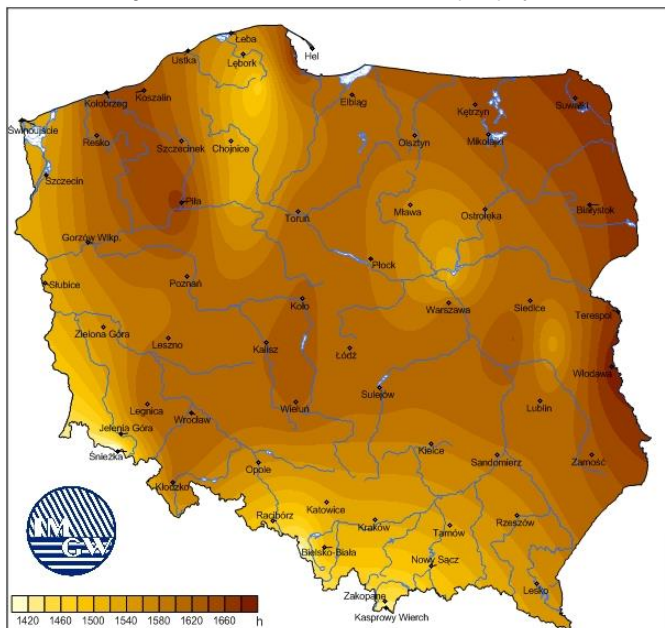 Łeba
Hel
Ustka
Lębork
Kołobrzeg
Koszalin
Elbląg
Kętrzyn
Suwałki
Świnoujście
Resko
Szczecinek
Chojnice
Olsztyn
Mikołajki
Szczecin
Piła
Toruń
Mława
Ostrołęka
Białystok
Gorzów Wlkp.
Płock
Słubice
Poznań
Koło
Warszawa
Siedlce
Terespol
Zielona Góra
Leszno
Kalisz
Łódź
Włodawa
Sulejów
Legnica
Wrocław
Wieluń
Lublin
Jelenia Góra
Śnieżka
Kielce
Sandomierz
Zamość
Kłodzko
Opole
Racibórz
Katowice
Kraków
Tarnów
Rzeszów
Bielsko-Biała
Nowy Sącz
Lesko
Zakopane
Kasprowy Wierch
IM
GW
1420 1460 1500 1540 1580 1620 1660 h